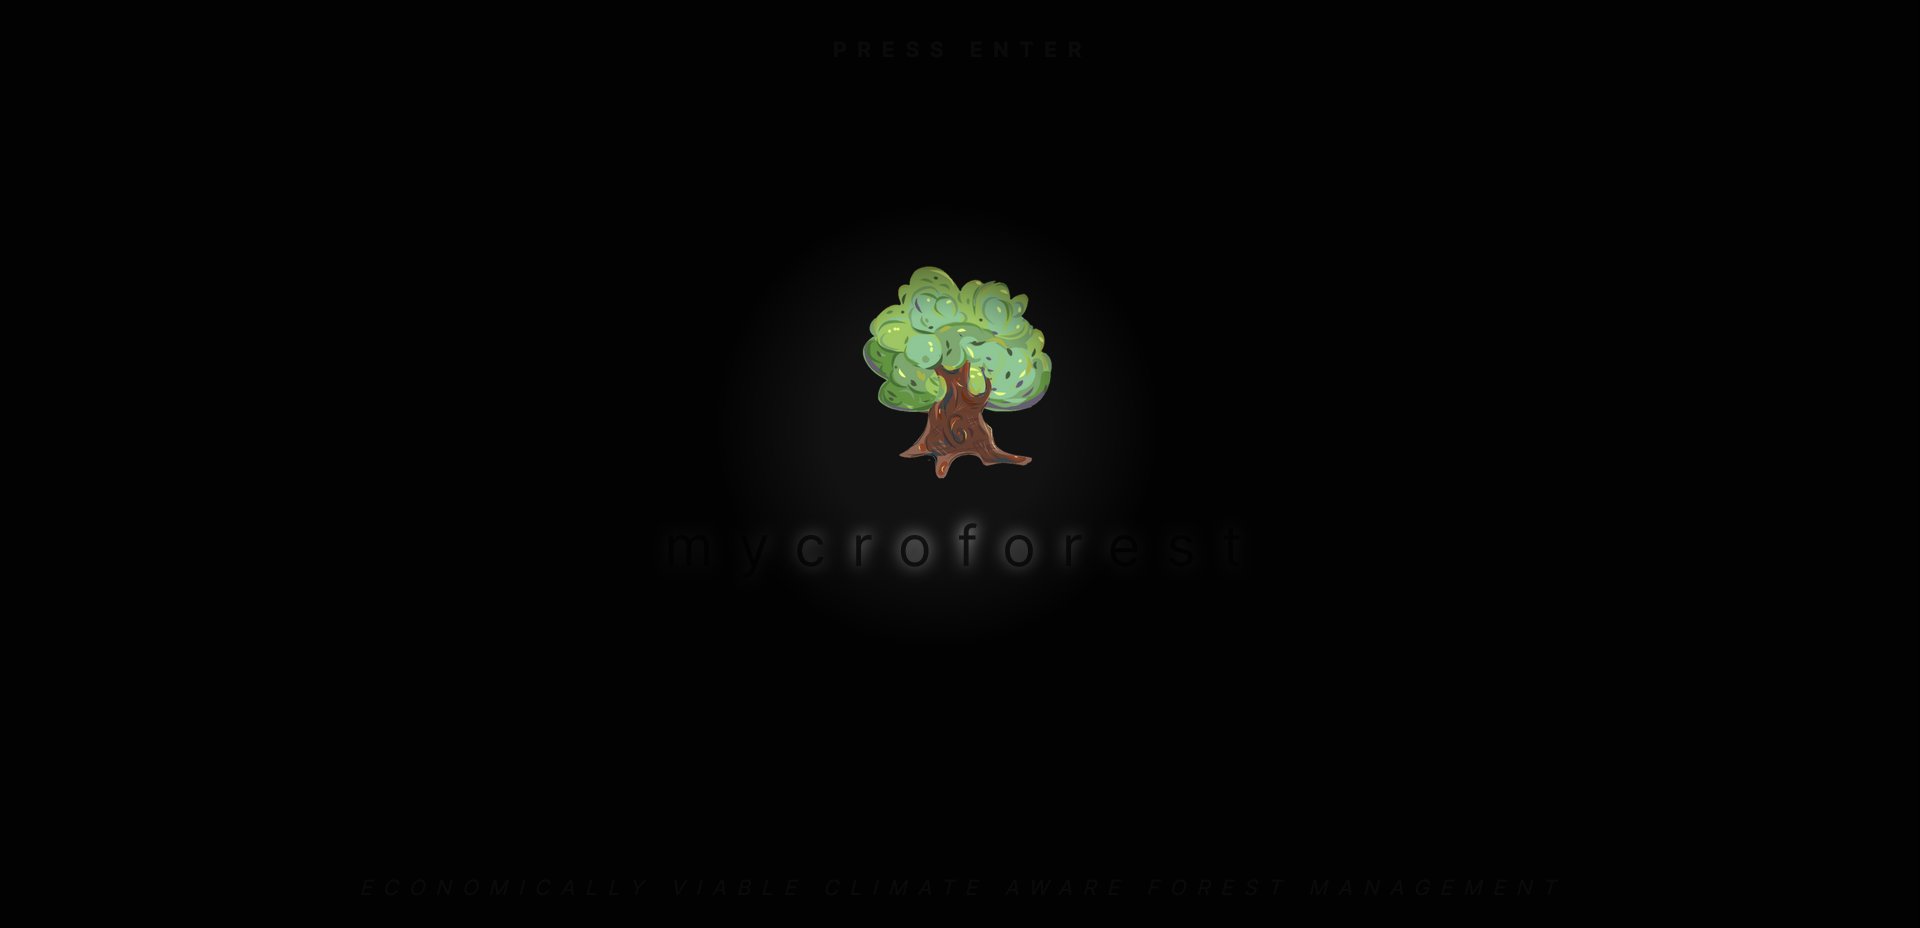 PRESS ENTER
mycroforest
ECONOMICALLY VIABLE CLIMATE AWARE FOREST MANAGEMENT